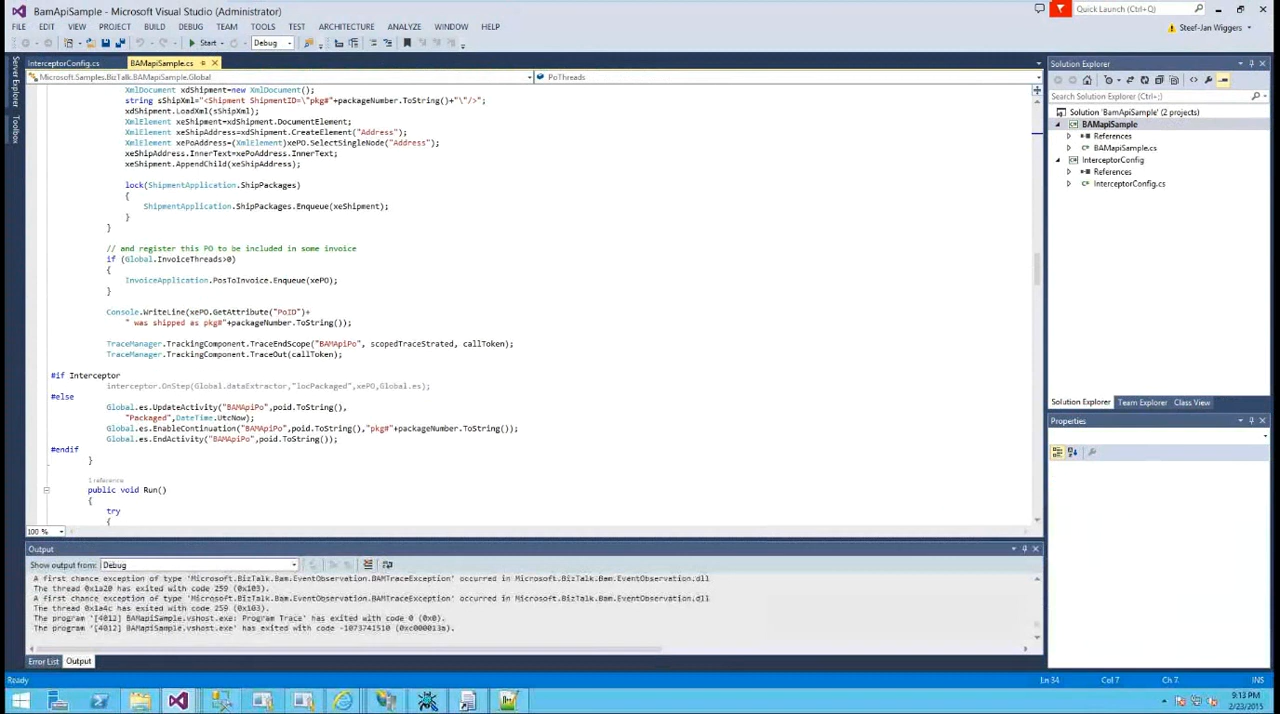 BamApiSample - Microsoft Visual Studio (Administrator)
Quick Launch (Ctrl+Q)
FILE EDIT VIEW PROJECT BUILD DEBUG TEAM TOOLS TEST ARCHITECTURE ANALYZE WINDOW HELP
Steef-Jan Wiggers
Start Debug
InterceptorConfig.cs BAMapiSample.cs
Microsoft.Samples.BizTalk.BAMapiSample.Global PoThreads
Server Explorer
Toolbox
XmlDocument xdShipment=new XmlDocument();
string sShipXml="<Shipment ShipmentID=\"pkg#"+packageNumber.ToString()+"\"/>";
xdShipment.LoadXml(sShipXml);
XmlElement xeShipment=xdShipment.DocumentElement;
XmlElement xeShipAddress=xdShipment.CreateElement("Address");
XmlElement xePoAddress=(XmlElement)xePO.SelectSingleNode("Address");
xeShipAddress.InnerText=xePoAddress.InnerText;
xeShipment.AppendChild(xeShipAddress);
lock(ShipmentApplication.ShipPackages)
{
ShipmentApplication.ShipPackages.Enqueue(xeShipment);
}
}
// and register this PO to be included in some invoice
if (Global.InvoiceThreads>0)
{
InvoiceApplication.PosToInvoice.Enqueue(xePO);
}
Console.WriteLine(xePO.GetAttribute("PoID")+
" was shipped as pkg#"+packageNumber.ToString());
TraceManager.TrackingComponent.TraceEndScope("BAMApiPo", scopedTraceStrated, callToken);
TraceManager.TrackingComponent.TraceOut(callToken);
#if Interceptor
interceptor.OnStep(Global.dataExtractor,"locPackaged",xePO,Global.es);
#else
Global.es.UpdateActivity("BAMApiPo",poid.ToString(),
"Packaged",DateTime.UtcNow);
Global.es.EnableContinuation("BAMApiPo",poid.ToString(),"pkg#"+packageNumber.ToString());
Global.es.EndActivity("BAMApiPo",poid.ToString());
#endif
}
1 reference
public void Run()
{
try
{
100 %
Solution Explorer
Search Solution Explorer (Ctrl+;)
Solution 'BamApiSample' (2 projects)
BAMapiSample
References
BAMapiSample.cs
InterceptorConfig
References
InterceptorConfig.cs
Solution Explorer Team Explorer Class View
Properties
Output
Show output from: Debug
A first chance exception of type 'Microsoft.BizTalk.Bam.EventObservation.BAMTraceException' occurred in Microsoft.BizTalk.Bam.EventObservation.dll
The thread 0x1a20 has exited with code 259 (0x103).
A first chance exception of type 'Microsoft.BizTalk.Bam.EventObservation.BAMTraceException' occurred in Microsoft.BizTalk.Bam.EventObservation.dll
The thread 0x1a4c has exited with code 259 (0x103).
The program '[4012] BAMapiSample.vshost.exe: Program Trace' has exited with code 0 (0x0).
The program '[4012] BAMapiSample.vshost.exe' has exited with code -1073741510 (0xc000013a).
Error List Output
Ready Ln 34 Col 7 Ch 7 INS
9:13 PM
2/23/2015